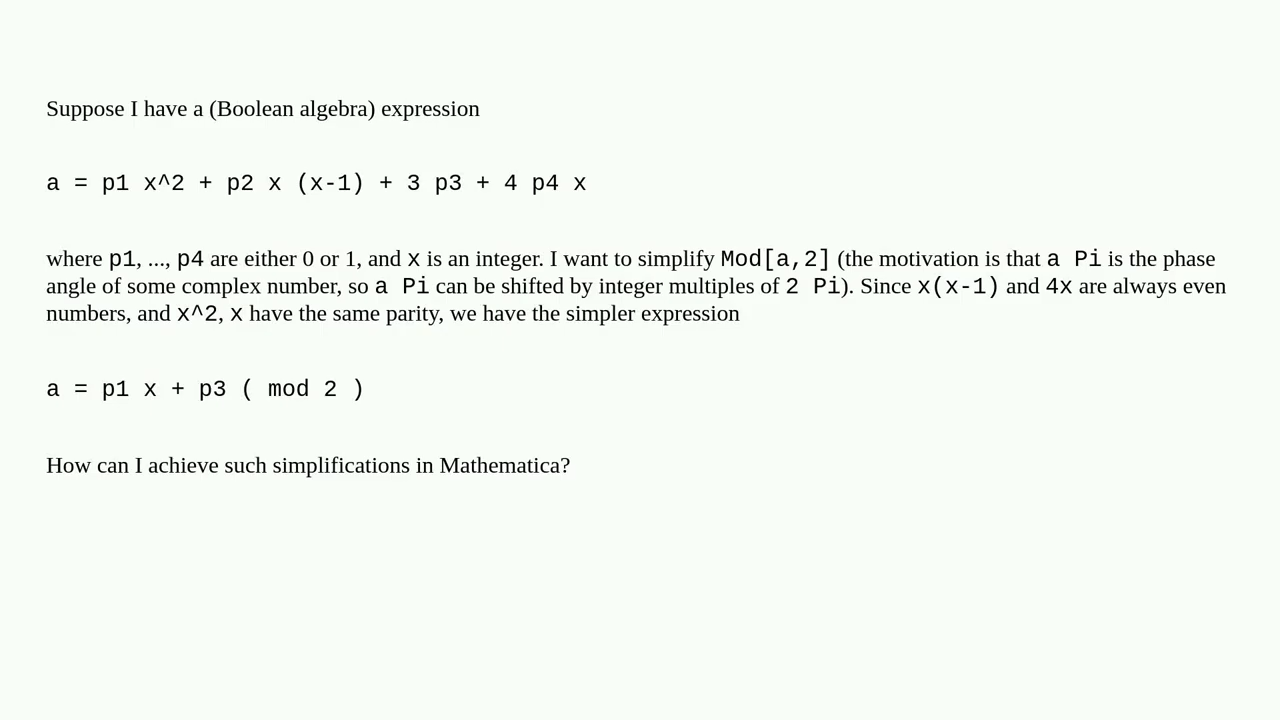 Suppose I have a (Boolean algebra) expression
a = p1 x^2 + p2 x (x-1) + 3 p3 + 4 p4 x
where p1, ..., p4 are either 0 or 1, and x is an integer. I want to simplify Mod[a,2] (the motivation is that a Pi is the phase
angle of some complex number, so a Pi can be shifted by integer multiples of 2 Pi). Since x(x-1) and 4x are always even
numbers, and x^2, x have the same parity, we have the simpler expression
a = p1 x + p3 ( mod 2 )
How can I achieve such simplifications in Mathematica?